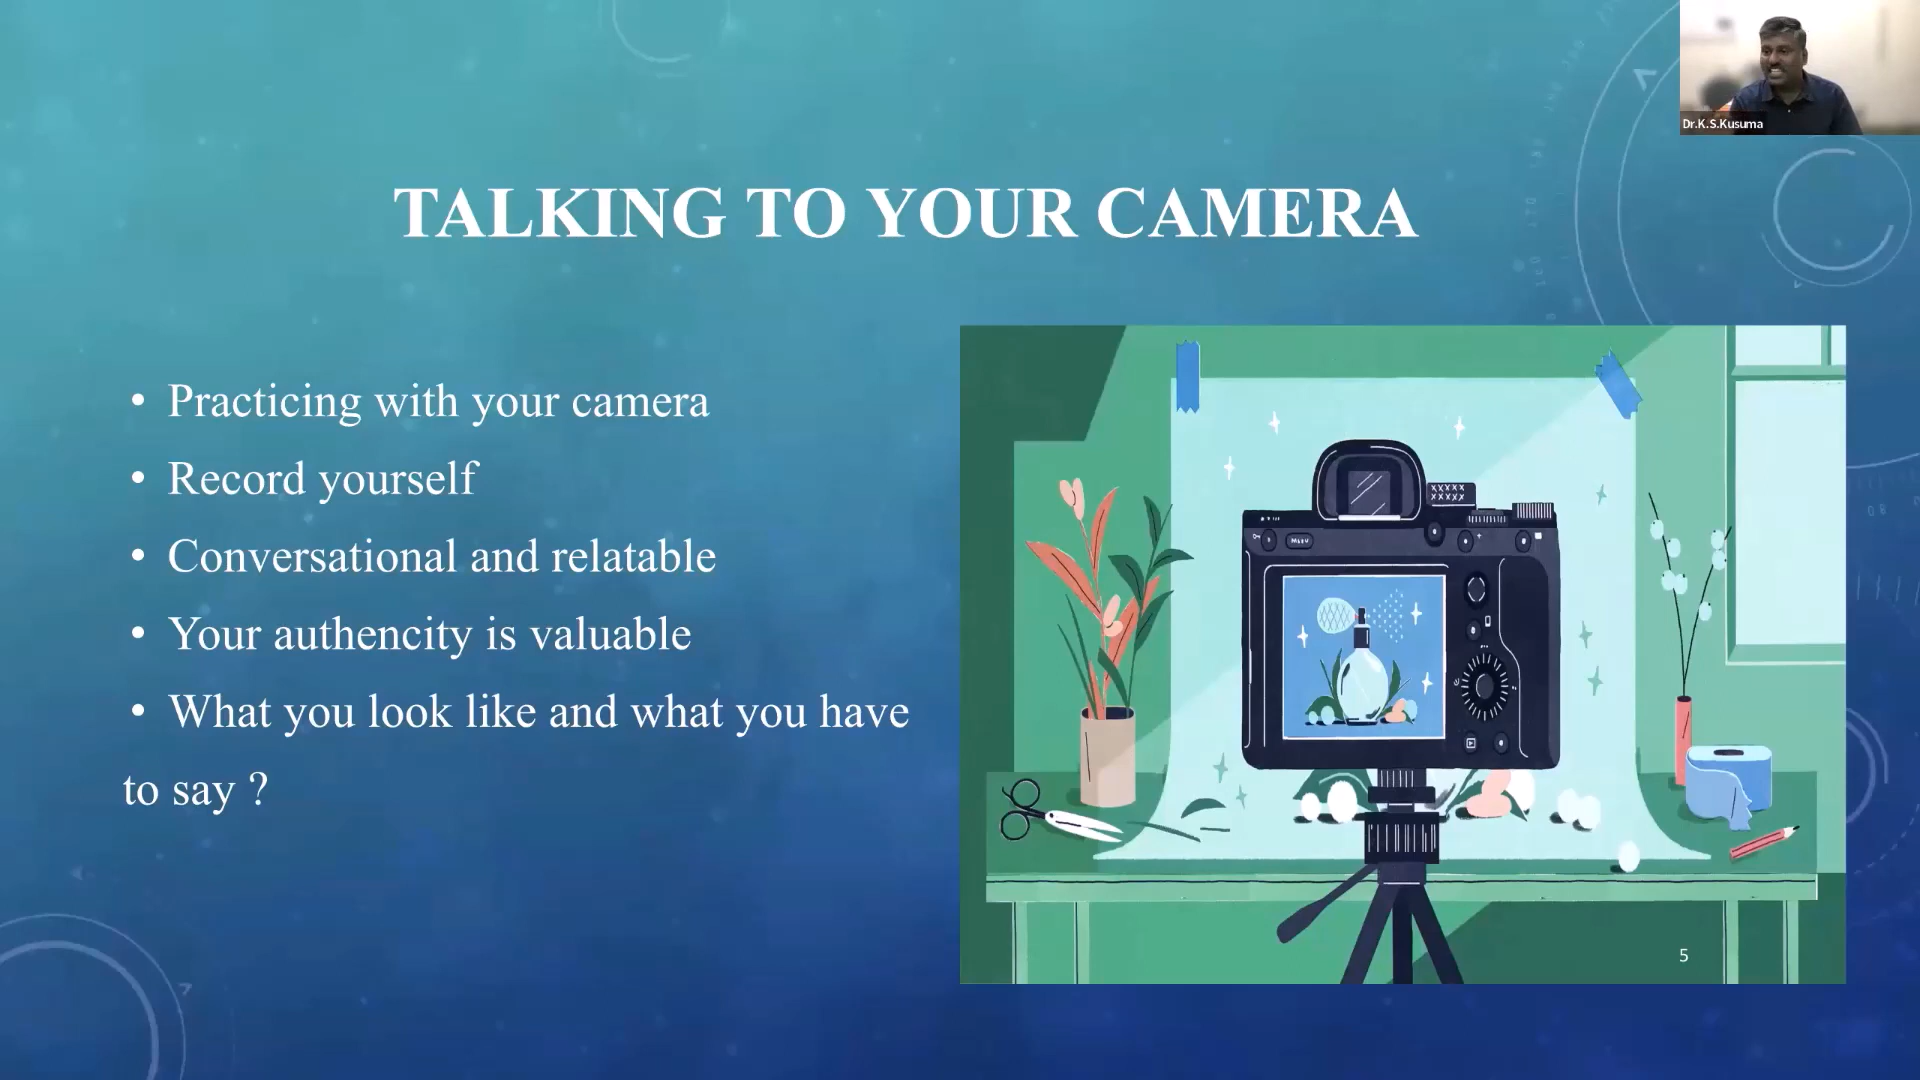 Dr.K.S.Kusuma
TALKING TO YOUR CAMERA
• Practicing with your camera
• Record yourself
• Conversational and relatable
• Your authencity is valuable
• What you look like and what you have
to say ?
MENU
5